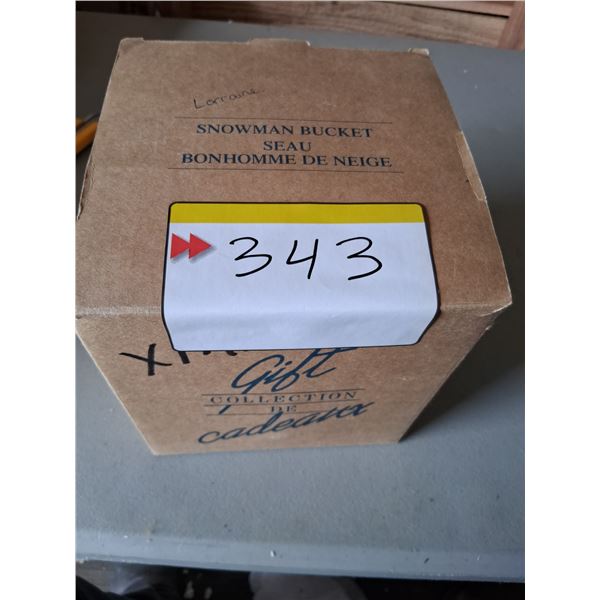 Lorraine
SNOWMAN BUCKET
SEAU
BONHOMME DE NEIGE
343
Gift
COLLECTION
DE
cadeaux